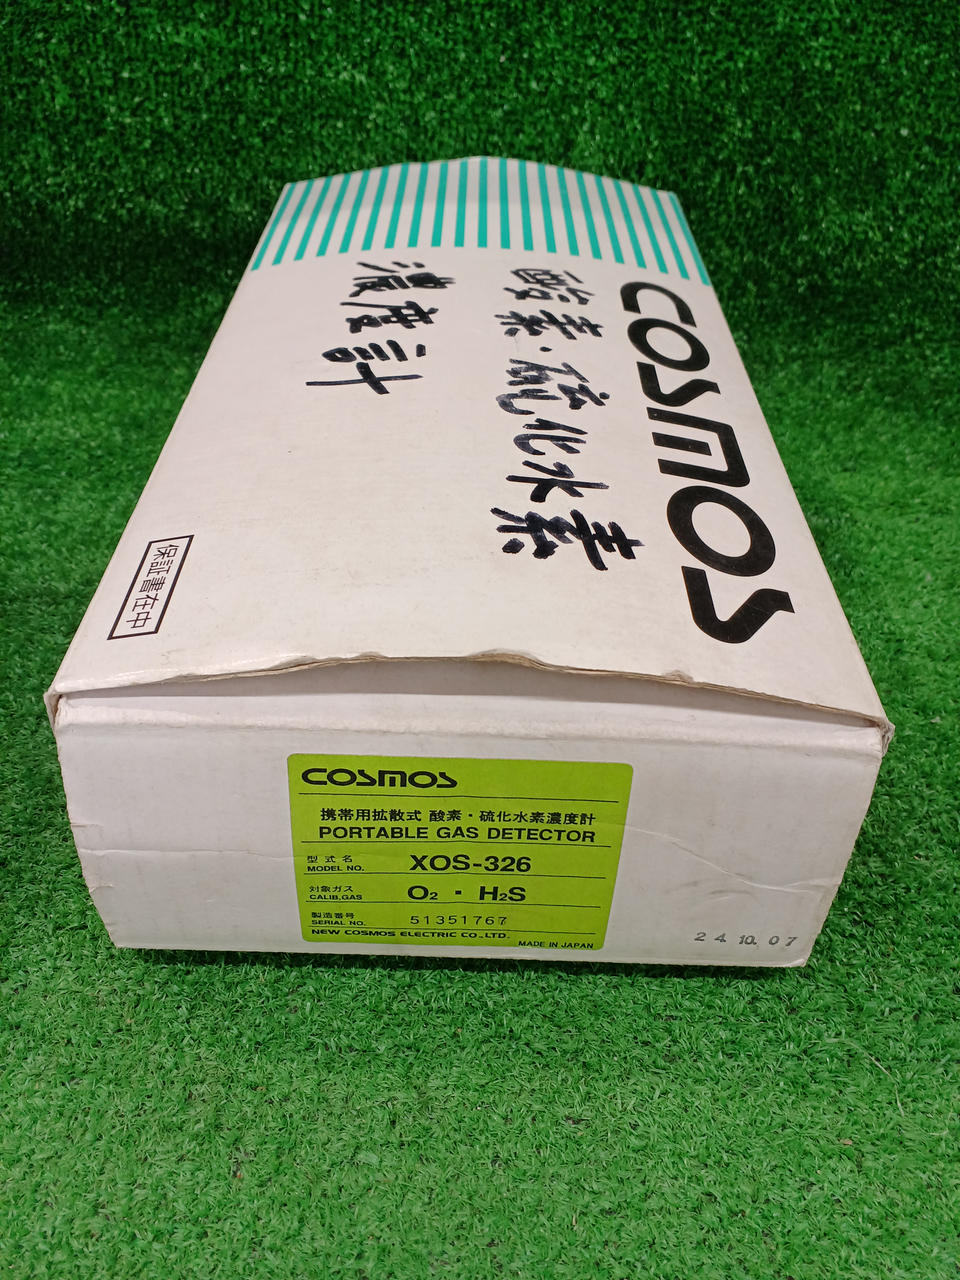 COSMOS
酸素・硫化水素
濃度計
保証書在中
COSMOS
携帯用拡散式 酸素・硫化水素濃度計
PORTABLE GAS DETECTOR
型式名
MODEL NO.
XOS-326
対象ガス
CALIB,GAS
O₂・H₂S
製造番号
SERIAL NO.
51351767
NEW COSMOS ELECTRIC CO.,LTD.
MADE IN JAPAN
24.10.07